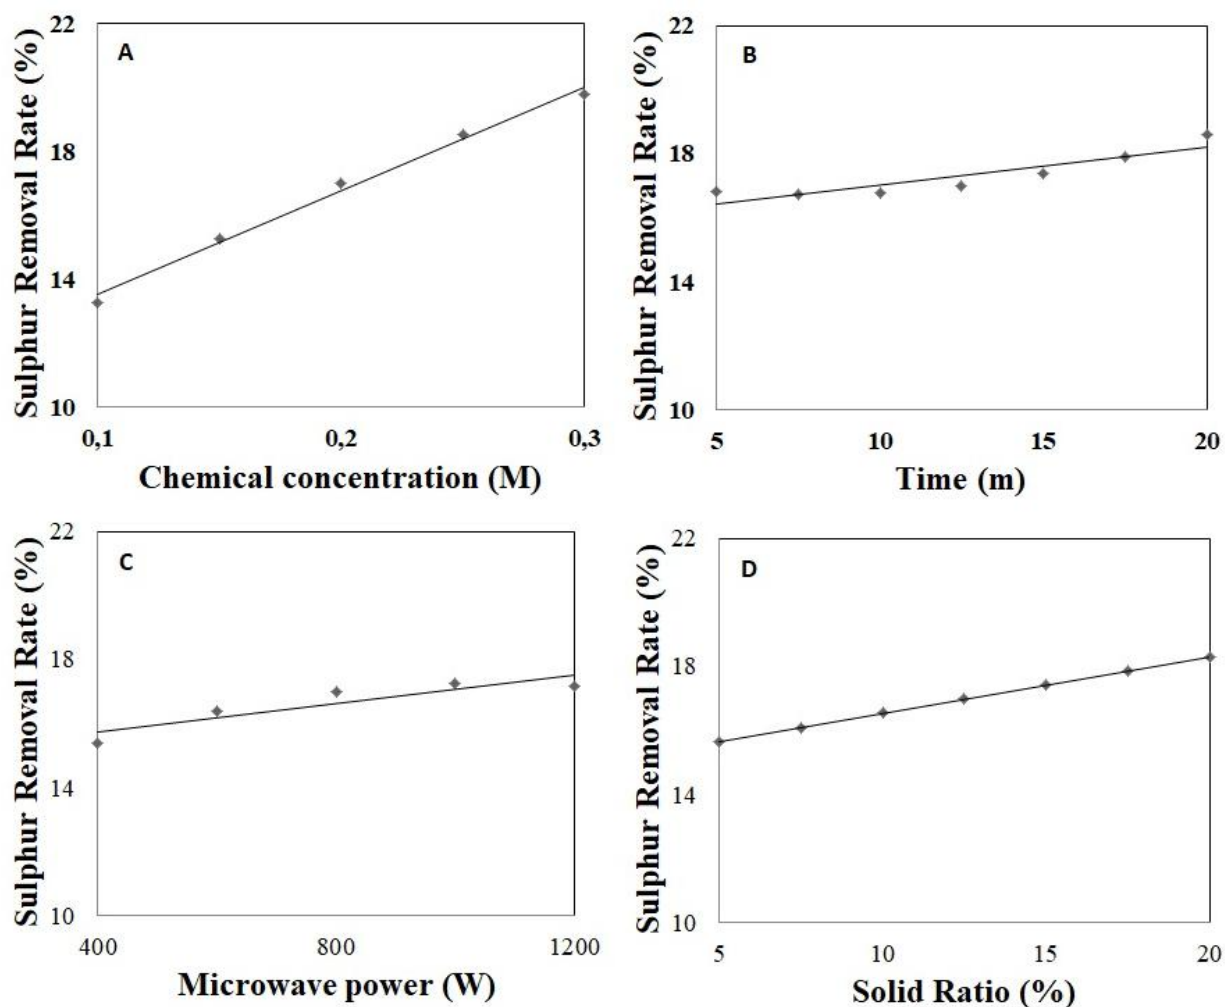 A
Sulphur Removal Rate (%)
22
18
14
10
0,1 0,2 0,3
Chemical concentration (M)
B
Sulphur Removal Rate (%)
22
18
14
10
5 10 15 20
Time (m)
C
Sulphur Removal Rate (%)
22
18
14
10
400 800 1200
Microwave power (W)
D
Sulphur Removal Rate (%)
22
18
14
10
5 10 15 20
Solid Ratio (%)